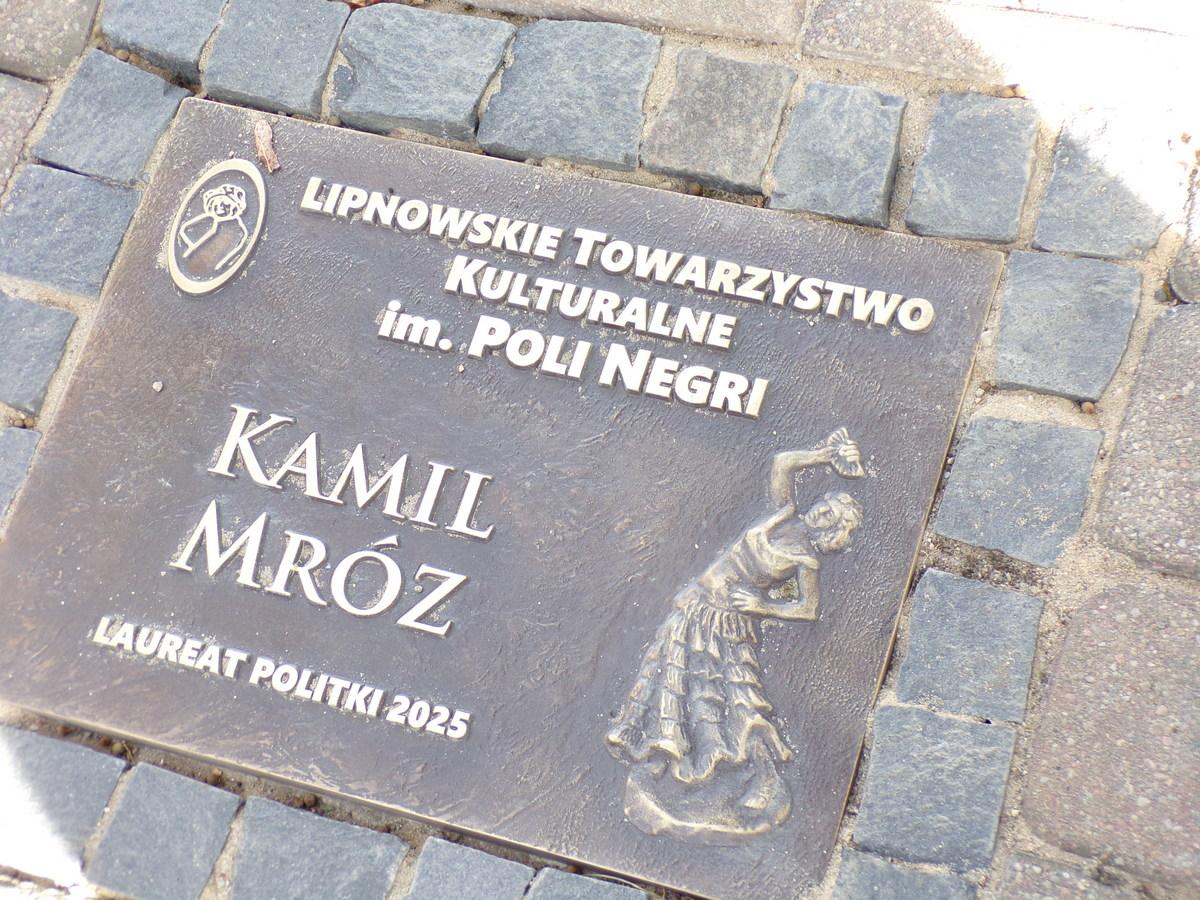 LIPNOWSKIE TOWARZYSTWO
KULTURALNE
im. POLI NEGRI
KAMIL
MRÓZ
LAUREAT POLITKI 2025